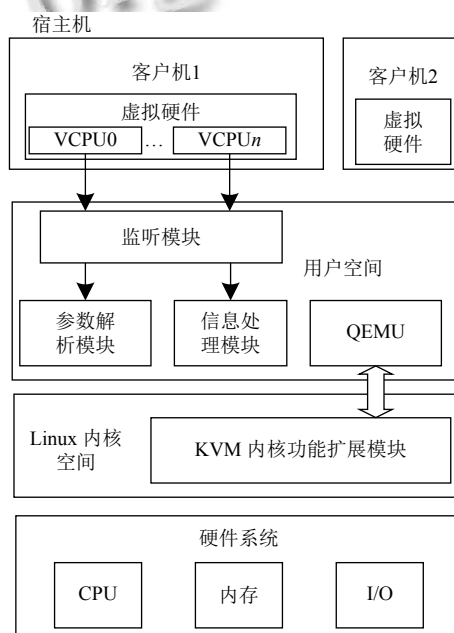 宿主机
客户机1
客户机2
虚拟硬件
虚拟
硬件
VCPU0 … VCPUn
监听模块
用户空间
参数解
析模块
信息处
理模块
QEMU
Linux 内核
空间
KVM 内核功能扩展模块
硬件系统
CPU
内存
I/O